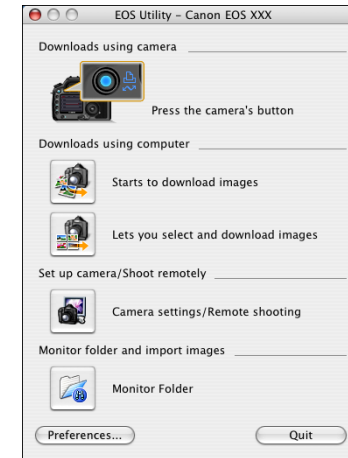 EOS Utility – Canon EOS XXX
Downloads using camera
Press the camera's button
Downloads using computer
Starts to download images
Lets you select and download images
Set up camera/Shoot remotely
Camera settings/Remote shooting
Monitor folder and import images
Monitor Folder
Preferences...
Quit